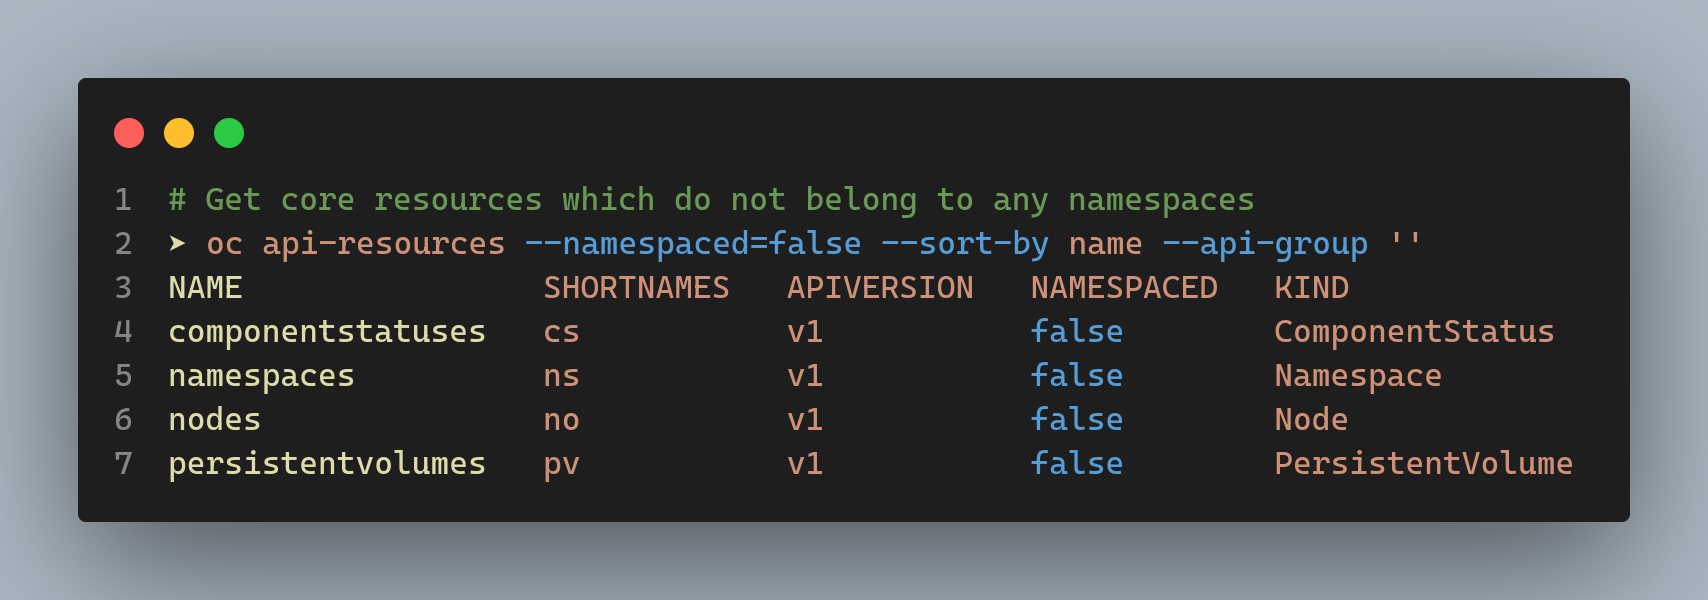 1 # Get core resources which do not belong to any namespaces
2 ➤ oc api-resources --namespaced=false --sort-by name --api-group ''
3 NAME SHORTNAMES APIVERSION NAMESPACED KIND
4 componentstatuses cs v1 false ComponentStatus
5 namespaces ns v1 false Namespace
6 nodes no v1 false Node
7 persistentvolumes pv v1 false PersistentVolume